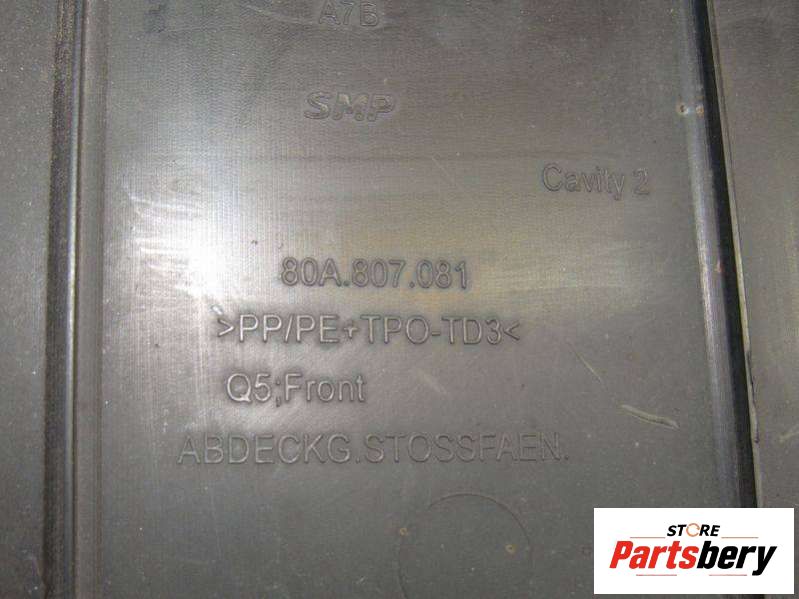 A7B
SMP
Cavity 2
80A.807.081
>PP/PE+TPO-TD3<
Q5;Front
ABDECKG.STOSSFAEN.
STORE
Partsbery